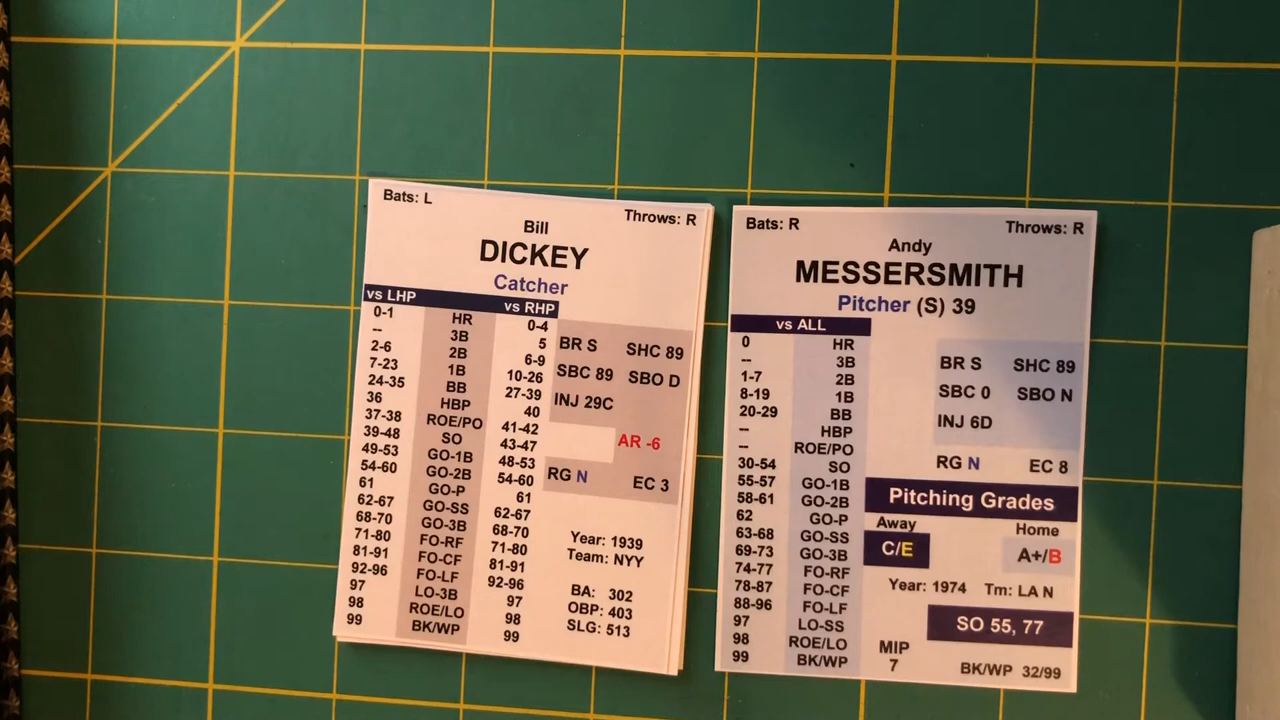 Bats: L
Throws: R
Bill
DICKEY
Catcher
vs LHP vs RHP
0-1 HR 0-4
-- 3B 5
2-6 2B 6-9
7-23 1B 10-26
24-35 BB 27-39
36 HBP 40
37-38 ROE/PO 41-42
39-48 SO 43-47
49-53 GO-1B 48-53
54-60 GO-2B 54-60
61 GO-P 61
62-67 GO-SS 62-67
68-70 GO-3B 68-70
71-80 FO-RF 71-80
81-91 FO-CF 81-91
92-96 FO-LF 92-96
97 LO-3B 97
98 ROE/LO 98
99 BK/WP 99
BR S SHC 89
SBC 89 SBO D
INJ 29C
AR -6
RG N EC 3
Year: 1939
Team: NYY
BA: 302
OBP: 403
SLG: 513
Bats: R
Throws: R
Andy
MESSERSMITH
Pitcher (S) 39
vs ALL
0 HR
-- 3B
1-7 2B
8-19 1B
20-29 BB
-- HBP
-- ROE/PO
30-54 SO
55-57 GO-1B
58-61 GO-2B
62 GO-P
63-68 GO-SS
69-73 GO-3B
74-77 FO-RF
78-87 FO-CF
88-96 FO-LF
97 LO-SS
98 ROE/LO
99 BK/WP
BR S SHC 89
SBC 0 SBO N
INJ 6D
RG N EC 8
Pitching Grades
Away Home
C/E A+/B
Year: 1974 Tm: LA N
SO 55, 77
MIP
7
BK/WP 32/99